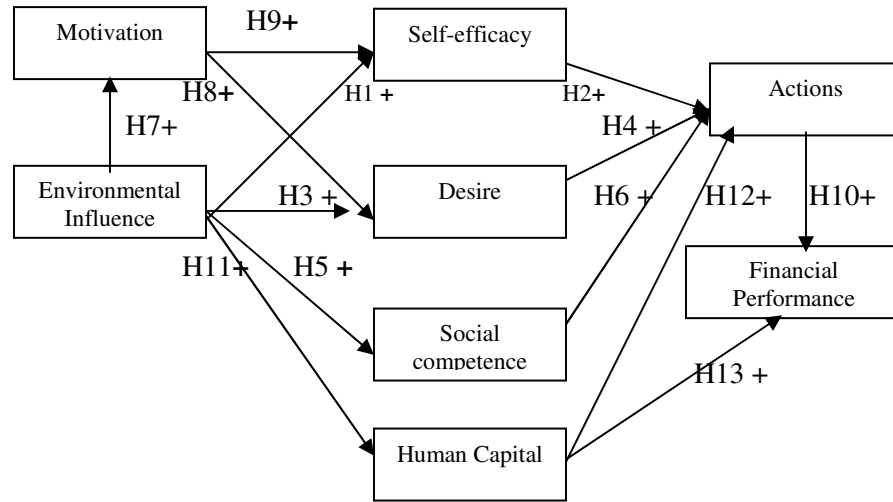 H9+
Motivation
Self-efficacy
Actions
H8+
H1 +
H2+
H7+
H4 +
Environmental
Influence
H3 +
Desire
H6 +
H12+
H10+
H11+
H5 +
Financial
Performance
Social
competence
H13 +
Human Capital